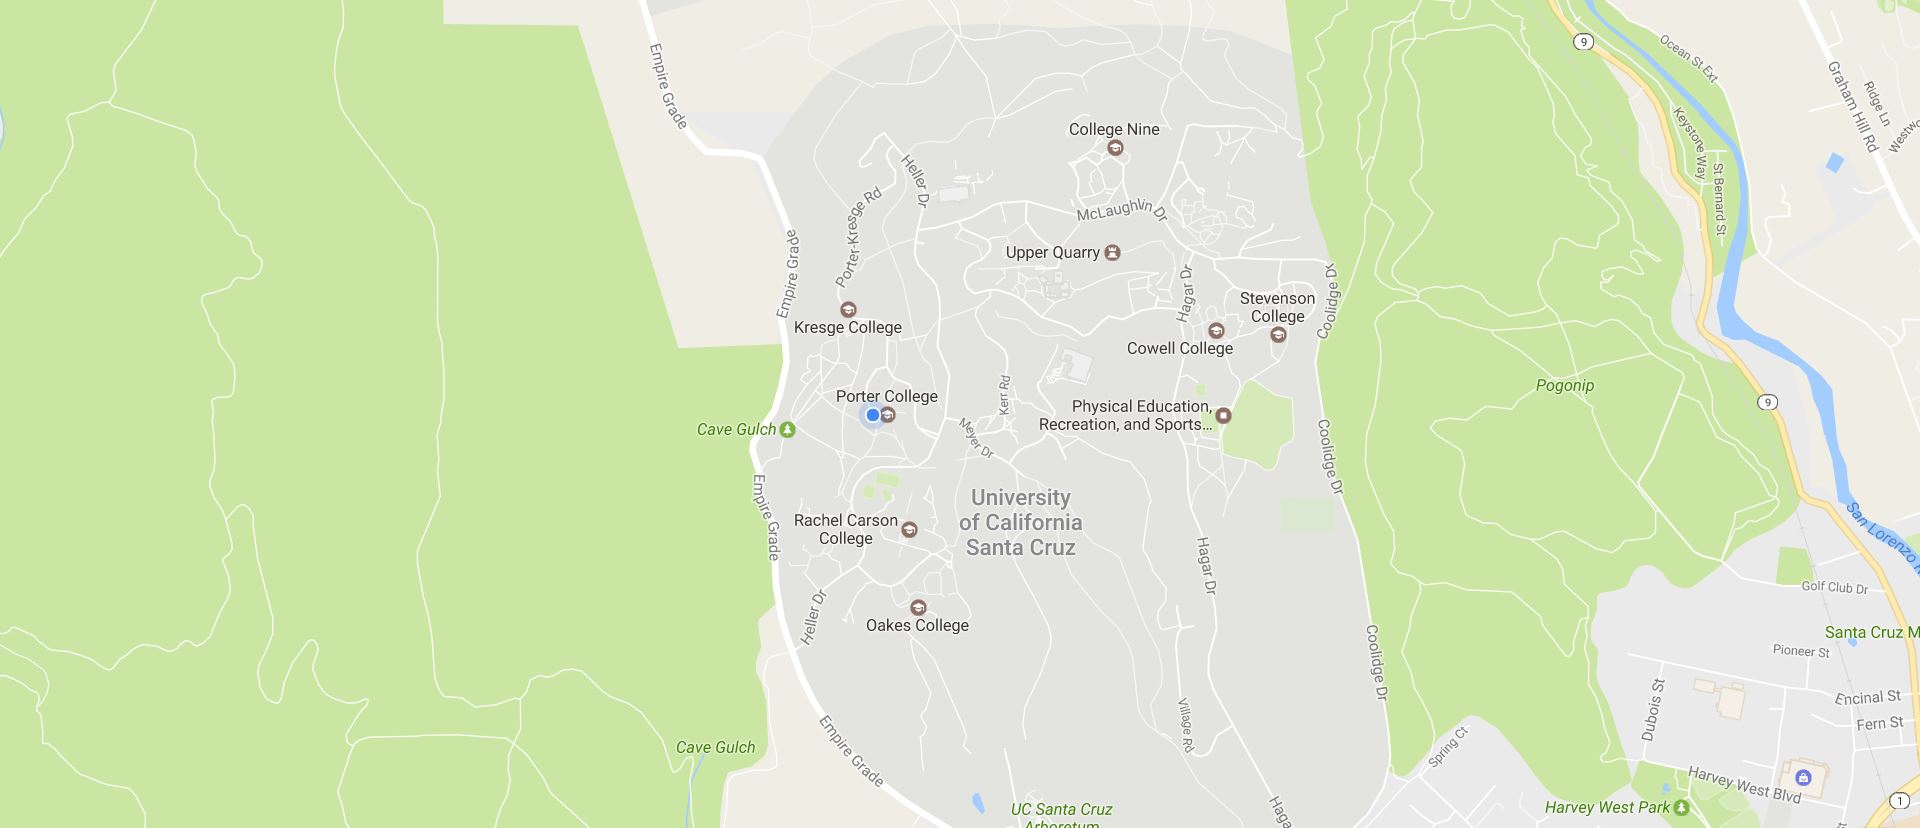 Empire Grade
Ocean St Ext
9
Graham Hill Rd
Ridge Ln
Keystone Way
St Bernard St
College Nine
Heller Dr
Porter-Kresge Rd
McLaughlin Dr
Empire Grade
Upper Quarry
Hagar Dr
Coolidge Dr
Stevenson
College
Kresge College
Cowell College
Pogonip
Kerr Rd
Porter College
9
Physical Education,
Recreation, and Sports...
Cave Gulch
Meyer Dr
Coolidge Dr
Empire Grade
University
of California
Santa Cruz
San Lorenzo
Rachel Carson
College
Hagar Dr
Golf Club Dr
Heller Dr
Oakes College
Santa Cruz M
Coolidge Dr
Pioneer St
Encinal St
Dubois St
Fern St
Village Rd
Empire Grade
Cave Gulch
Spring Ct
Harvey West Blvd
Harvey West Park
1
UC Santa Cruz
Arboretum
Haga